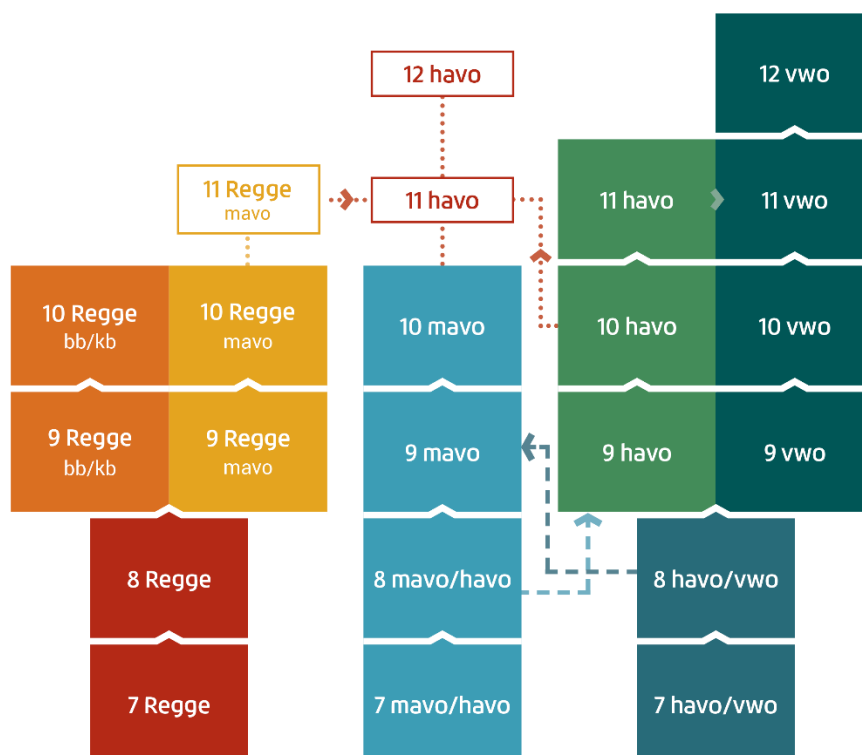 12 havo
12 vwo
11 Regge
mavo
11 havo
11 havo
11 vwo
10 Regge
bb/kb
10 Regge
mavo
10 mavo
10 havo
10 vwo
9 Regge
bb/kb
9 Regge
mavo
9 mavo
9 havo
9 vwo
8 Regge
8 mavo/havo
8 havo/vwo
7 Regge
7 mavo/havo
7 havo/vwo